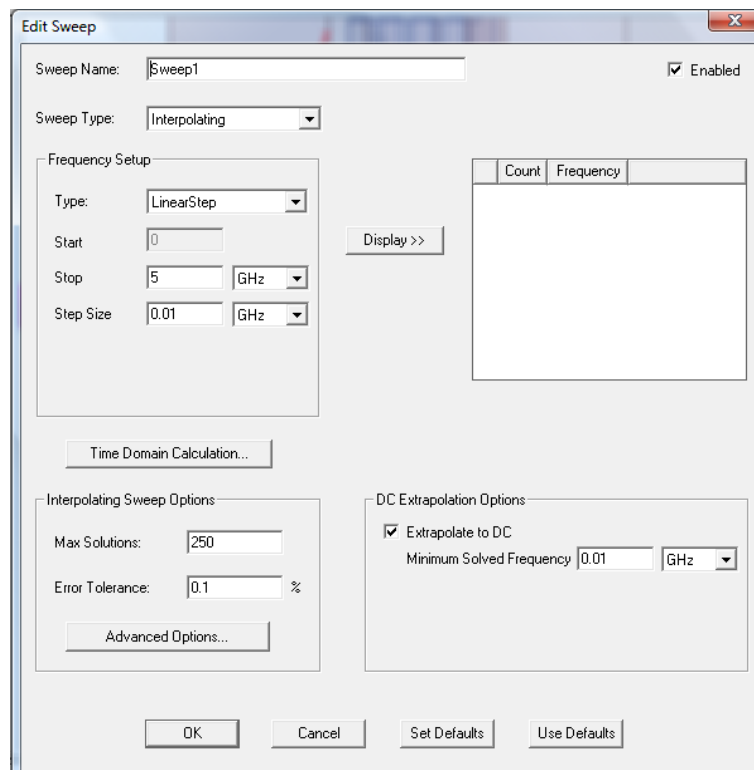 Edit Sweep
Sweep Name: Sweep1
Enabled
Sweep Type: Interpolating
Frequency Setup
Type: LinearStep
Start 0
Stop 5 GHz
Step Size 0.01 GHz
Display >>
Count Frequency
Time Domain Calculation...
Interpolating Sweep Options
Max Solutions: 250
Error Tolerance: 0.1 %
Advanced Options...
DC Extrapolation Options
Extrapolate to DC
Minimum Solved Frequency 0.01 GHz
OK Cancel Set Defaults Use Defaults